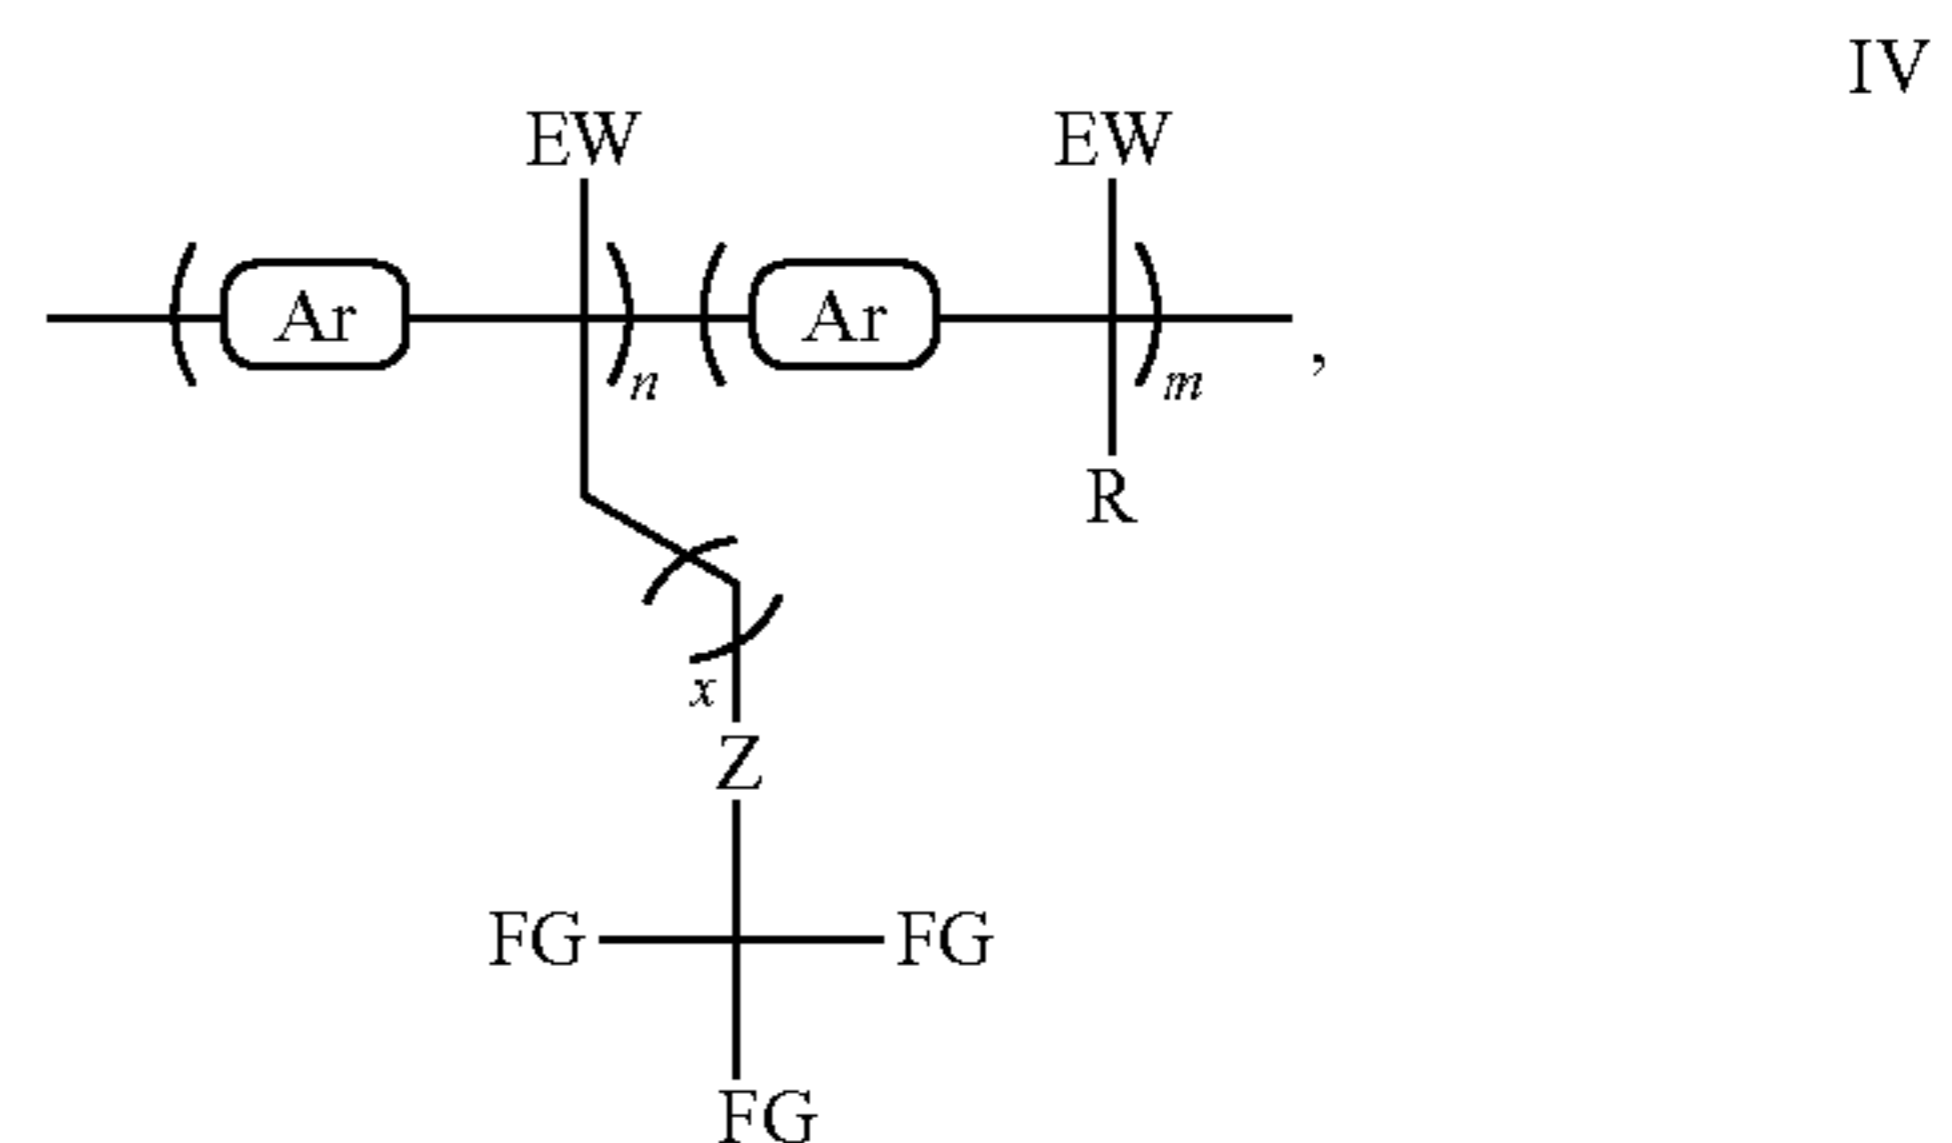 IV
EW EW
( Ar )n ( Ar )m ,
R
( )x
Z
FG FG
FG